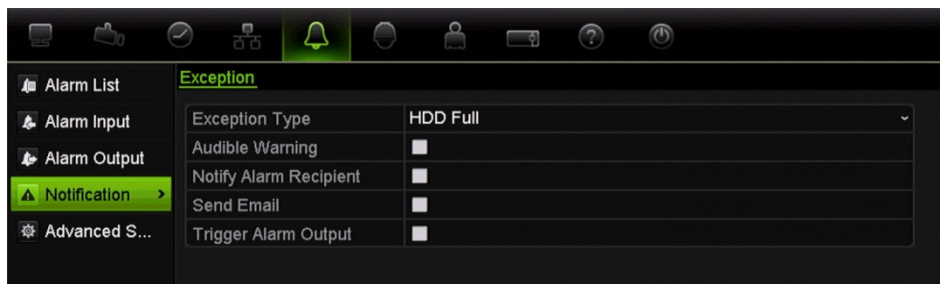 Alarm List
Alarm Input
Alarm Output
Notification
Advanced S...
Exception
Exception Type HDD Full
Audible Warning
Notify Alarm Recipient
Send Email
Trigger Alarm Output